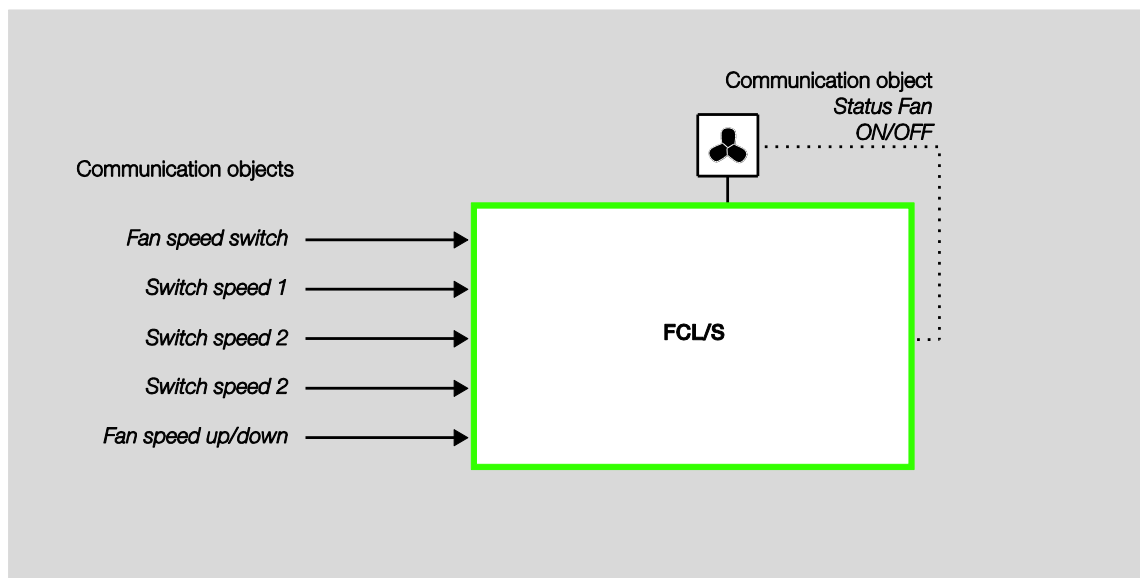 Communication object
Status Fan
ON/OFF
Communication objects
Fan speed switch
Switch speed 1
Switch speed 2
Switch speed 2
Fan speed up/down
FCL/S